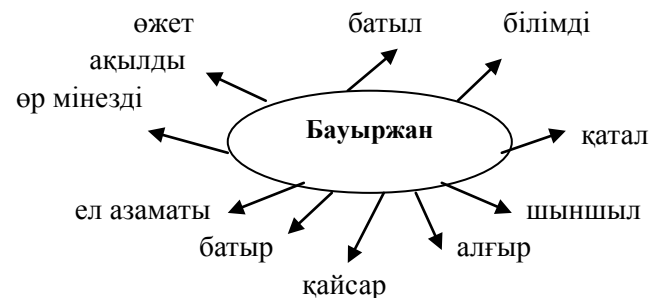 өжет батыл білімді
ақылды
өр мінезді
Бауыржан
қатал
ел азаматы шыншыл
батыр алғыр
қайсар